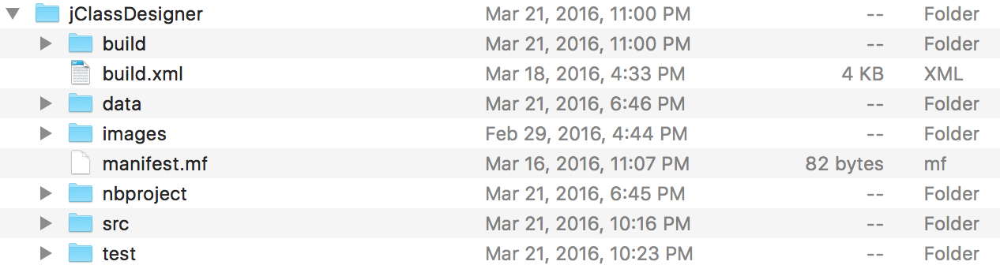 jClassDesigner Mar 21, 2016, 11:00 PM -- Folder
build Mar 21, 2016, 11:00 PM -- Folder
build.xml Mar 18, 2016, 4:33 PM 4 KB XML
data Mar 21, 2016, 6:46 PM -- Folder
images Feb 29, 2016, 4:44 PM -- Folder
manifest.mf Mar 16, 2016, 11:07 PM 82 bytes mf
nbproject Mar 21, 2016, 6:45 PM -- Folder
src Mar 21, 2016, 10:16 PM -- Folder
test Mar 21, 2016, 10:23 PM -- Folder